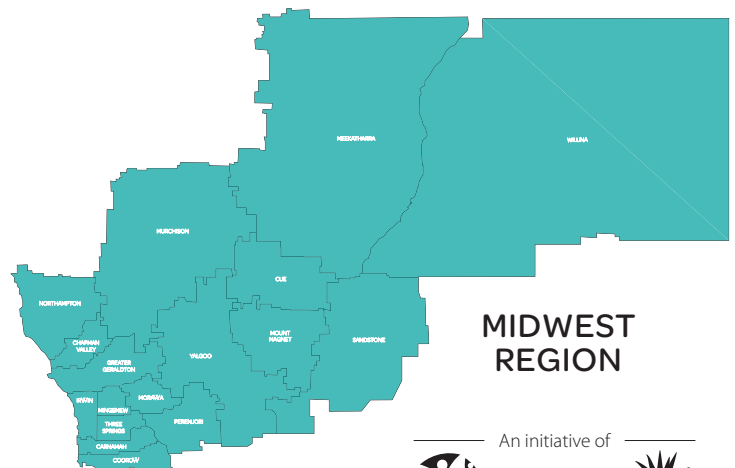 MEEKATHARRA
WILUNA
MURCHISON
CUE
NORTHAMPTON
MOUNT
MAGNET
SANDSTONE
CHAPMAN
VALLEY
YALGOO
GREATER
GERALDTON
MIDWEST
REGION
IRWIN
MORAWA
MINGENEW
PERENJORI
THREE
SPRINGS
CARNAMAH
COOROW
An initiative of